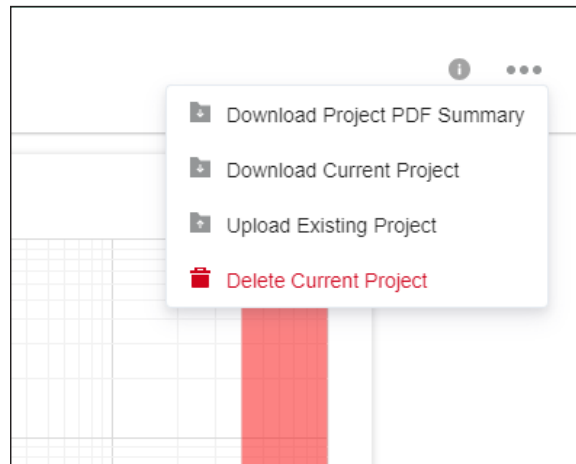 Download Project PDF Summary
Download Current Project
Upload Existing Project
Delete Current Project